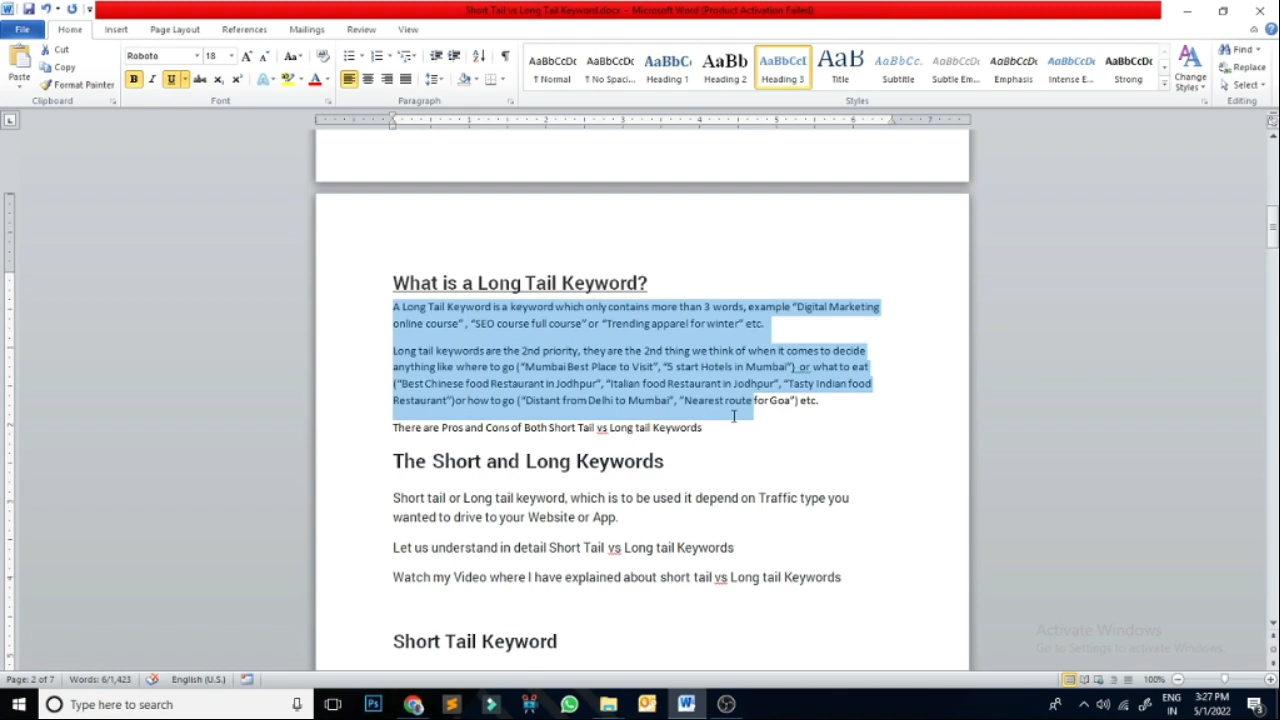 Short Tail vs Long Tail Keyword.docx - Microsoft Word (Product Activation Failed)
File Home Insert Page Layout References Mailings Review View
Paste
Cut
Copy
Format Painter
Clipboard
Roboto 18
Font
Paragraph
AaBbCcDc AaBbCcDc AaBbC AaBb AaBbCcI AaB AaBbCc. AaBbCcDc AaBbCcDc AaBbCcDc AaBbCcDc
¶ Normal ¶ No Spaci... Heading 1 Heading 2 Heading 3 Title Subtitle Subtle Em... Emphasis Intense E... Strong
Styles
Change Styles
Find
Replace
Select
Editing
What is a Long Tail Keyword?
A Long Tail Keyword is a keyword which only contains more than 3 words, example “Digital Marketing
online course” , “SEO course full course” or “Trending apparel for winter” etc.
Long tail keywords are the 2nd priority, they are the 2nd thing we think of when it comes to decide
anything like where to go (“Mumbai Best Place to Visit”, “5 start Hotels in Mumbai”) or what to eat
(“Best Chinese food Restaurant in Jodhpur”, “Italian food Restaurant in Jodhpur”, “Tasty Indian food
Restaurant”)or how to go (“Distant from Delhi to Mumbai”, “Nearest route for Goa”) etc.
There are Pros and Cons of Both Short Tail vs Long tail Keywords
The Short and Long Keywords
Short tail or Long tail keyword, which is to be used it depend on Traffic type you
wanted to drive to your Website or App.
Let us understand in detail Short Tail vs Long tail Keywords
Watch my Video where I have explained about short tail vs Long tail Keywords
Short Tail Keyword
Activate Windows
Go to Settings to activate Windows.
Page: 2 of 7 Words: 6/1,423 English (U.S.) 100%
Type here to search
ENG
IN
3:27 PM
5/1/2022